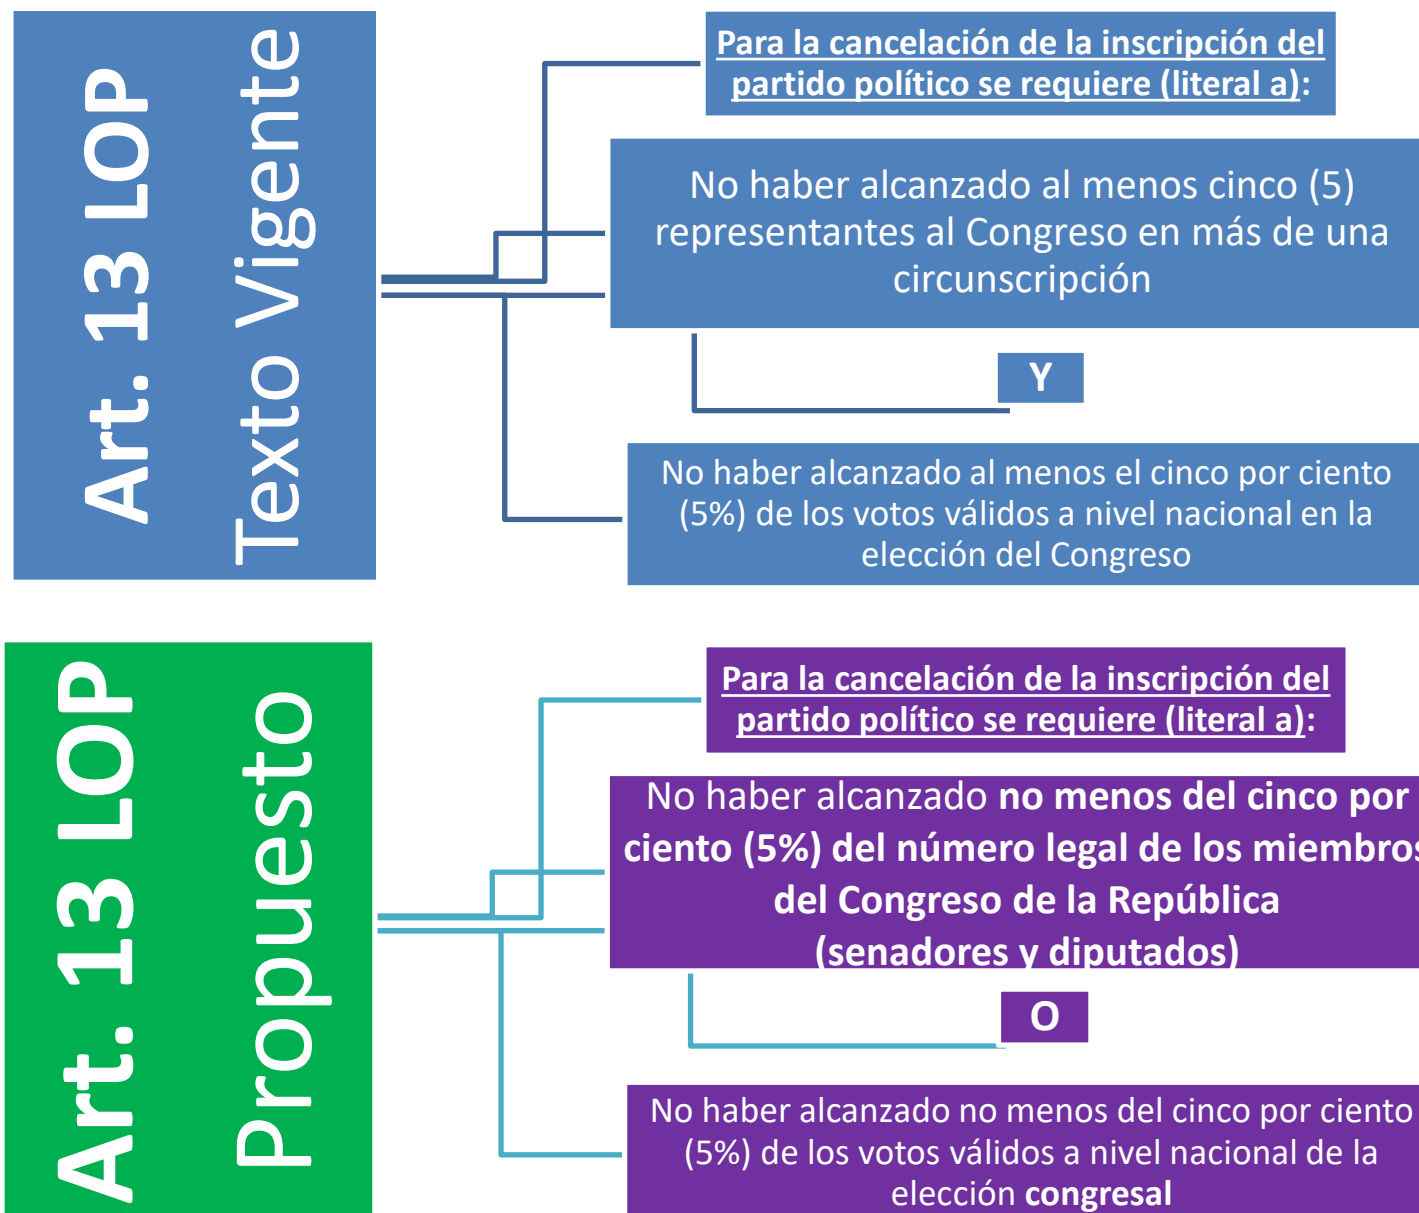 Art. 13 LOP
Texto Vigente
Para la cancelación de la inscripción del
partido político se requiere (literal a):
No haber alcanzado al menos cinco (5)
representantes al Congreso en más de una
circunscripción
Y
No haber alcanzado al menos el cinco por ciento
(5%) de los votos válidos a nivel nacional en la
elección del Congreso
Art. 13 LOP
Propuesto
Para la cancelación de la inscripción del
partido político se requiere (literal a):
No haber alcanzado no menos del cinco por
ciento (5%) del número legal de los miembros
del Congreso de la República
(senadores y diputados)
O
No haber alcanzado no menos del cinco por ciento
(5%) de los votos válidos a nivel nacional de la
elección congresal